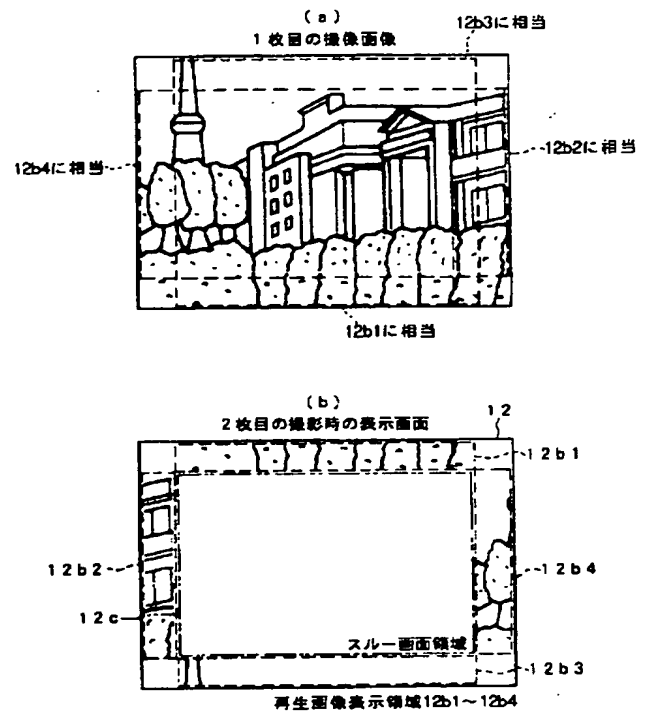 (a)
1枚目の撮像画像
12b3に相当
12b2に相当
12b4に相当
12b1に相当
(b)
2枚目の撮影時の表示画面
12
12b1
12b2
12b4
12c
スルー画面領域
12b3
再生画像表示領域12b1〜12b4